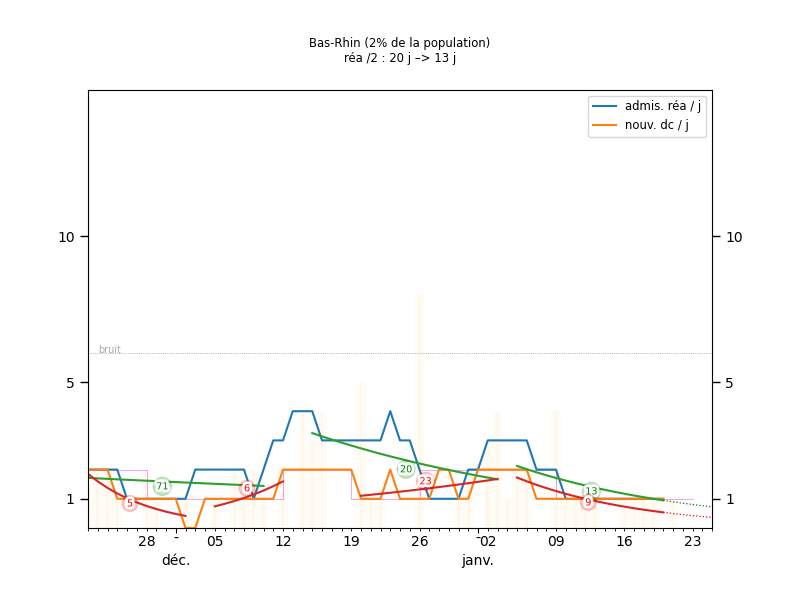 Bas-Rhin (2% de la population)
réa /2 : 20 j –> 13 j
admis. réa / j
nouv. dc / j
10 10
bruit
5 5
71 6 5 20 23 13 9
1 1
28 05 12 19 26 02 09 16 23
déc. janv.